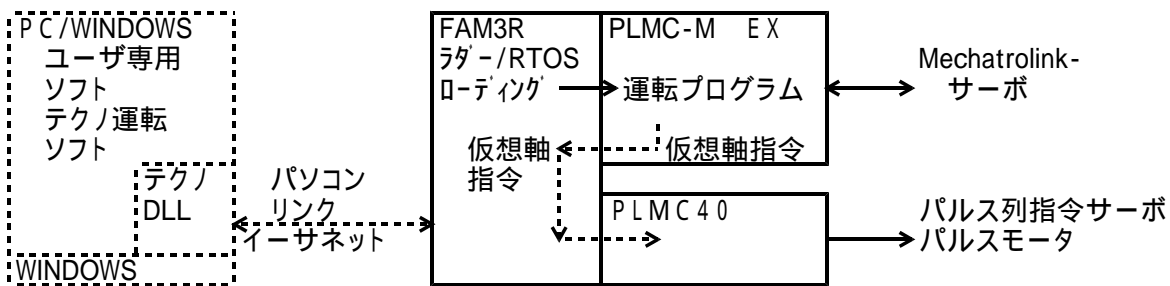 PC/WINDOWS
ユーザ専用
ソフト
テクノ運転
ソフト
テクノ
DLL
WINDOWS
パソコン
リンク
イーサネット
FAM3R
ﾗﾀﾞｰ/RTOS
ﾛｰﾃﾞｨﾝｸﾞ
仮想軸
指令
PLMC-M EX
運転プログラム
仮想軸指令
PLMC40
Mechatrolink-
サーボ
パルス列指令サーボ
パルスモータ